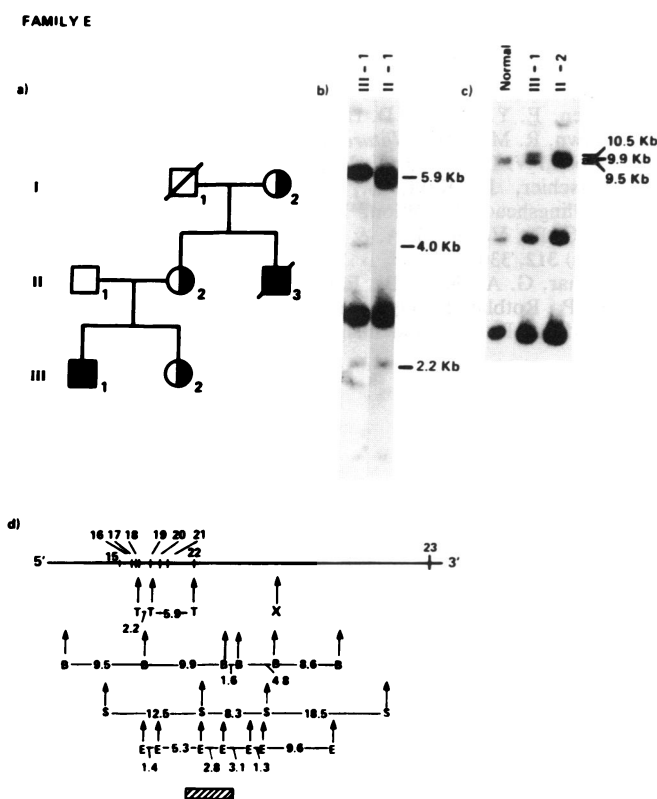 FAMILY E
a)
b)
c)
III - 1
II - 1
Normal
III - 1
II - 2
I
1
2
II
1
2
3
III
1
2
5.9 Kb
4.0 Kb
2.2 Kb
10.5 Kb
9.9 Kb
9.5 Kb
d)
16 17 18 19 20 21
5' 15 22 23 3'
T T 5.9 T X
2.2
B 9.5 B 9.9 B B B 8.6 B
1.6 4.8
S 12.5 S 8.3 S 18.5 S
E E 5.3 E E E E 9.6 E
1.4 2.8 3.1 1.3